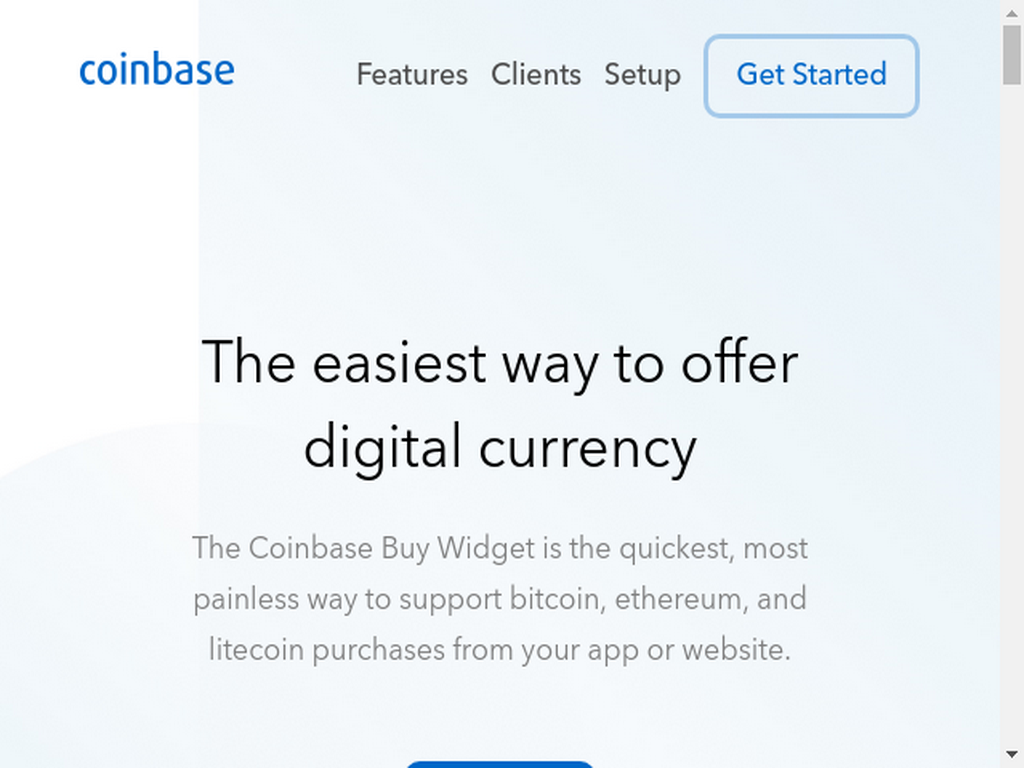 coinbase
Features Clients Setup Get Started
The easiest way to offer
digital currency
The Coinbase Buy Widget is the quickest, most
painless way to support bitcoin, ethereum, and
litecoin purchases from your app or website.